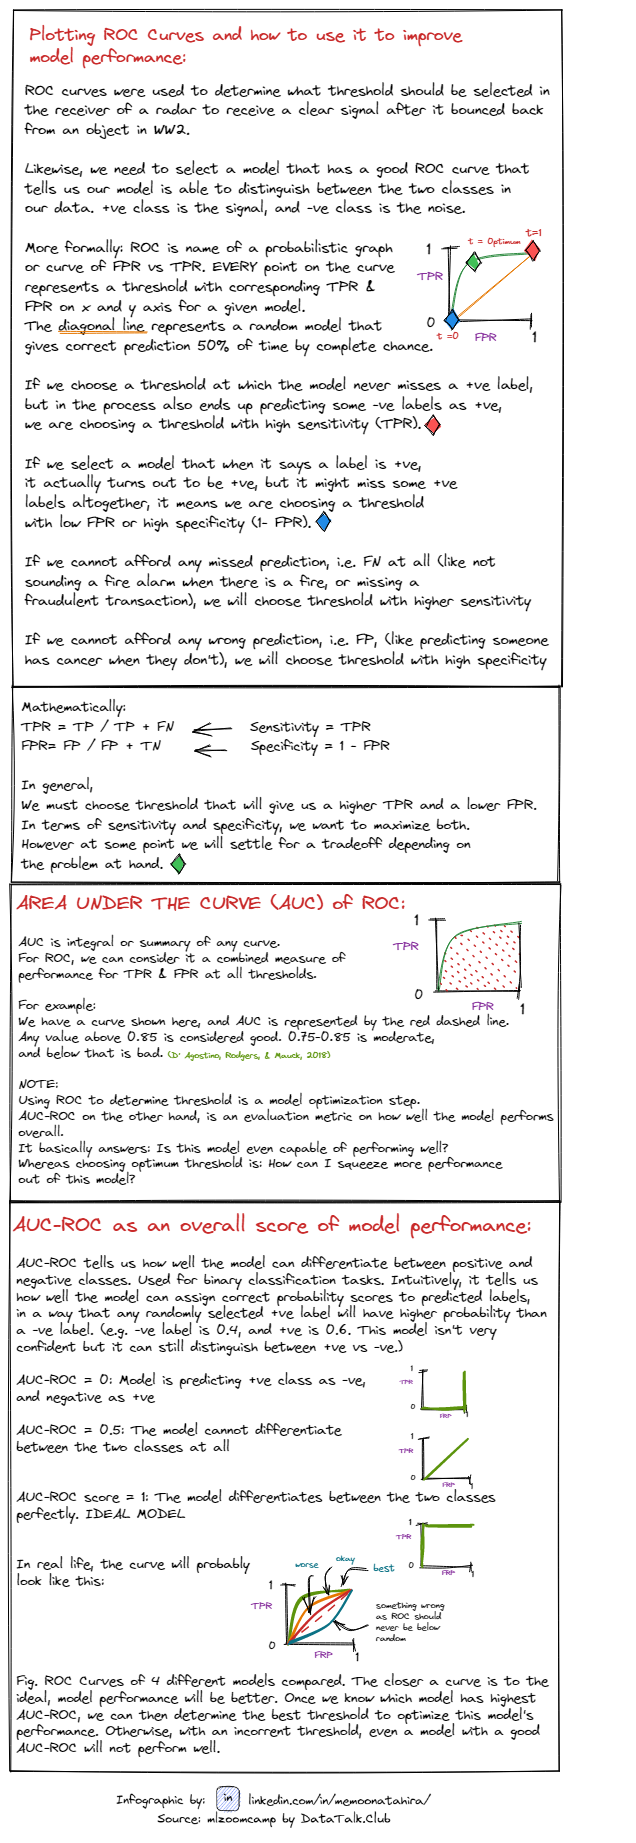 Plotting ROC Curves and how to use it to improve
model performance:
ROC curves were used to determine what threshold should be selected in
the receiver of a radar to receive a clear signal after it bounced back
from an object in WW2.
Likewise, we need to select a model that has a good ROC curve that
tells us our model is able to distinguish between the two classes in
our data. +ve class is the signal, and -ve class is the noise.
More formally: ROC is name of a probabilistic graph
or curve of FPR vs TPR. EVERY point on the curve
represents a threshold with corresponding TPR &
FPR on x and y axis for a given model.
The diagonal line represents a random model that
gives correct prediction 50% of time by complete chance.
t=1
t = Optimum
1
TPR
0
t =0
FPR
1
If we choose a threshold at which the model never misses a +ve label,
but in the process also ends up predicting some -ve labels as +ve,
we are choosing a threshold with high sensitivity (TPR).
If we select a model that when it says a label is +ve,
it actually turns out to be +ve, but it might miss some +ve
labels altogether, it means we are choosing a threshold
with low FPR or high specificity (1- FPR).
If we cannot afford any missed prediction, i.e. FN at all (like not
sounding a fire alarm when there is a fire, or missing a
fraudulent transaction), we will choose threshold with higher sensitivity
If we cannot afford any wrong prediction, i.e. FP, (like predicting someone
has cancer when they don't), we will choose threshold with high specificity
Mathematically:
TPR = TP / TP + FN Sensitivity = TPR
FPR= FP / FP + TN Specificity = 1 - FPR
In general,
We must choose threshold that will give us a higher TPR and a lower FPR.
In terms of sensitivity and specificity, we want to maximize both.
However at some point we will settle for a tradeoff depending on
the problem at hand.
AREA UNDER THE CURVE (AUC) of ROC:
AUC is integral or summary of any curve.
For ROC, we can consider it a combined measure of
performance for TPR & FPR at all thresholds.
1
TPR
0
FPR
1
For example:
We have a curve shown here, and AUC is represented by the red dashed line.
Any value above 0.85 is considered good. 0.75-0.85 is moderate,
and below that is bad. (D' Agostino, Rodgers, & Mauck, 2018)
NOTE:
Using ROC to determine threshold is a model optimization step.
AUC-ROC on the other hand, is an evaluation metric on how well the model performs
overall.
It basically answers: Is this model even capable of performing well?
Whereas choosing optimum threshold is: How can I squeeze more performance
out of this model?
AUC-ROC as an overall score of model performance:
AUC-ROC tells us how well the model can differentiate between positive and
negative classes. Used for binary classification tasks. Intuitively, it tells us
how well the model can assign correct probability scores to predicted labels,
in a way that any randomly selected +ve label will have higher probability than
a -ve label. (e.g. -ve label is 0.4, and +ve is 0.6. This model isn't very
confident but it can still distinguish between +ve vs -ve.)
AUC-ROC = 0: Model is predicting +ve class as -ve,
and negative as +ve
1
TPR
0
FRP
1
AUC-ROC = 0.5: The model cannot differentiate
between the two classes at all
1
TPR
0
FRP
1
AUC-ROC score = 1: The model differentiates between the two classes
perfectly. IDEAL MODEL
1
TPR
0
FRP
1
In real life, the curve will probably
look like this:
worse
okay
best
1
TPR
0
FRP
1
something wrong
as ROC should
never be below
random
Fig. ROC Curves of 4 different models compared. The closer a curve is to the
ideal, model performance will be better. Once we know which model has highest
AUC-ROC, we can then determine the best threshold to optimize this model's
performance. Otherwise, with an incorrent threshold, even a model with a good
AUC-ROC will not perform well.
Infographic by: in linkedin.com/in/memoonatahira/
Source: mlzoomcamp by DataTalk.Club